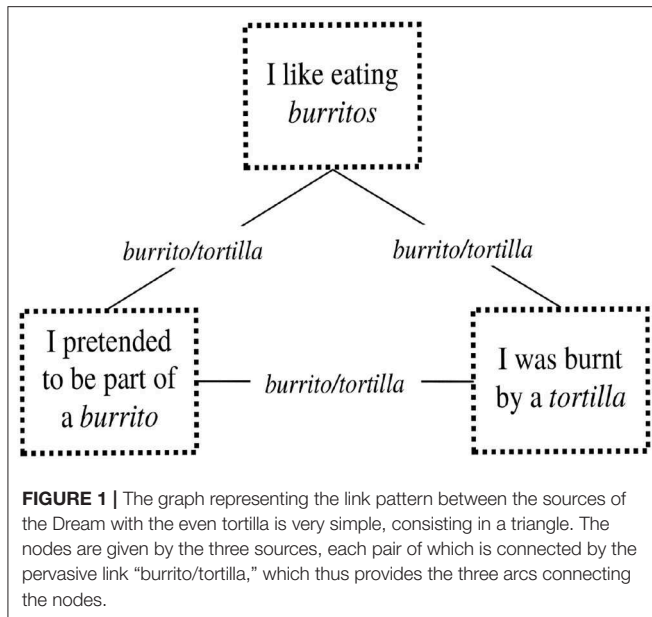 I like eating
burritos
burrito/tortilla
burrito/tortilla
I pretended
to be part of
a burrito
burrito/tortilla
I was burnt
by a tortilla
FIGURE 1 | The graph representing the link pattern between the sources of
the Dream with the even tortilla is very simple, consisting in a triangle. The
nodes are given by the three sources, each pair of which is connected by the
pervasive link “burrito/tortilla,” which thus provides the three arcs connecting
the nodes.